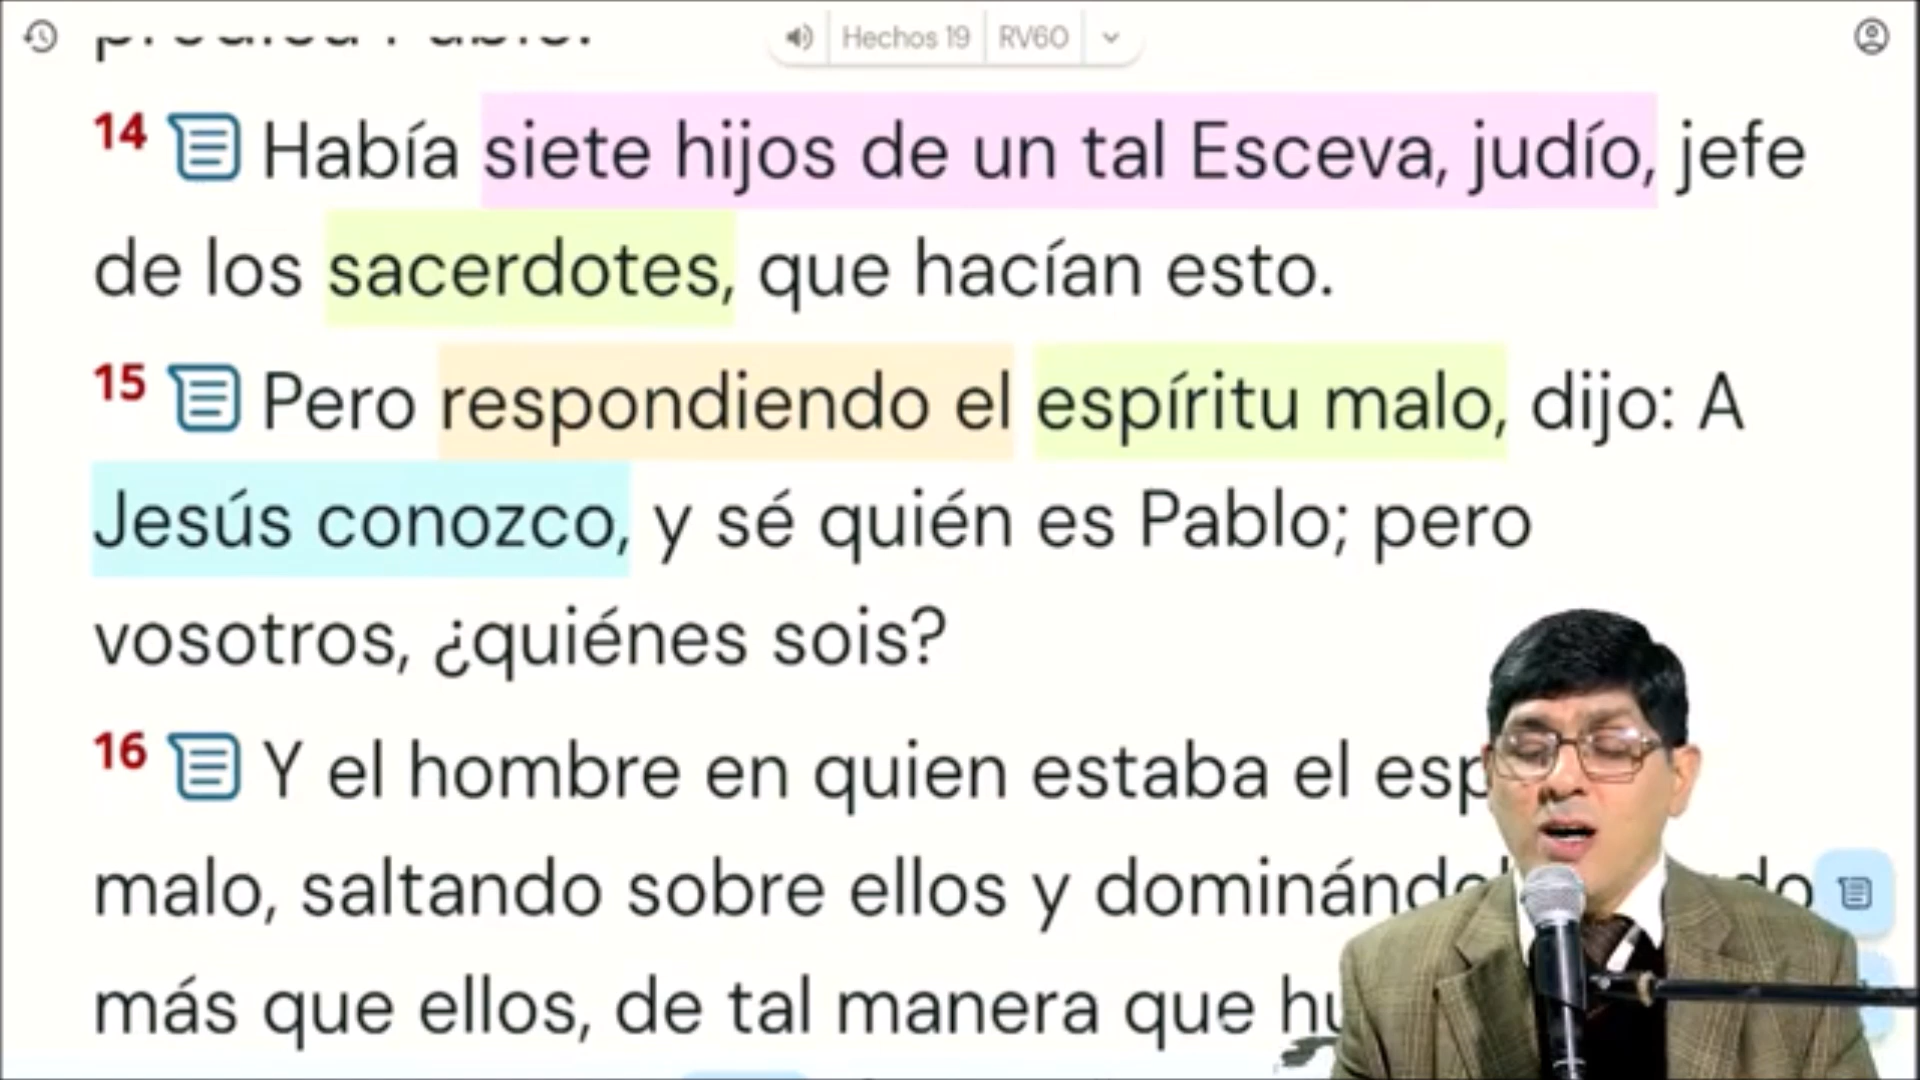 Hechos 19 RV60
14 Había siete hijos de un tal Esceva, judío, jefe
de los sacerdotes, que hacían esto.
15 Pero respondiendo el espíritu malo, dijo: A
Jesús conozco, y sé quién es Pablo; pero
vosotros, ¿quiénes sois?
16 Y el hombre en quien estaba el esp
malo, saltando sobre ellos y
más que ellos, de tal manera que